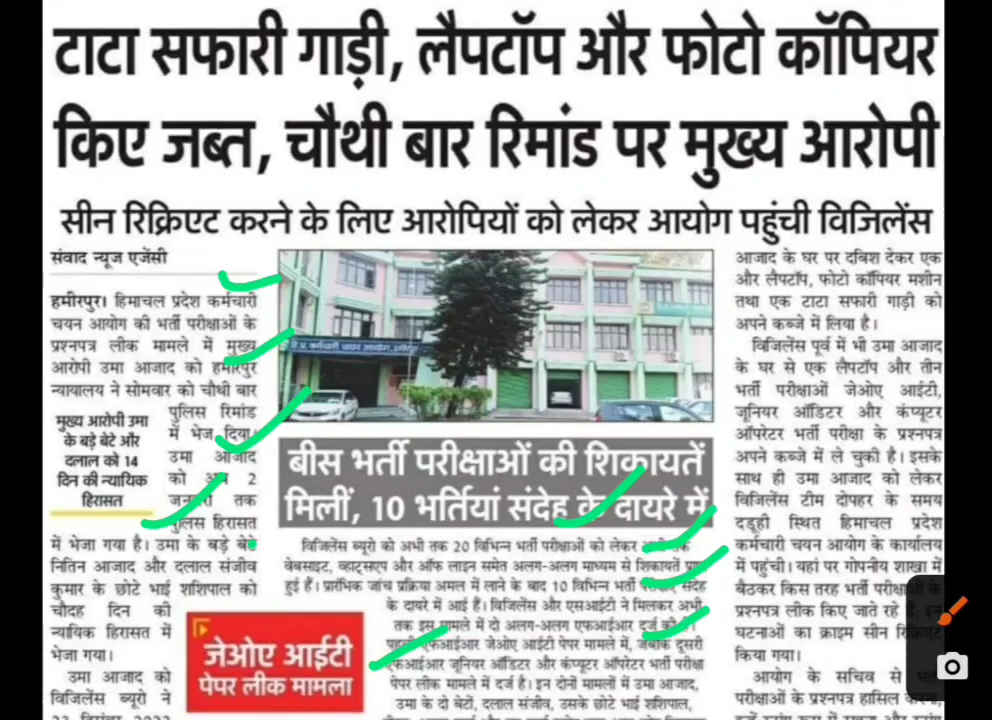 टाटा सफारी गाड़ी, लैपटॉप और फोटो कॉपियर
किए जब्त, चौथी बार रिमांड पर मुख्य आरोपी
सीन रिक्रिएट करने के लिए आरोपियों को लेकर आयोग पहुंची विजिलेंस
संवाद न्यूज एजेंसी
हमीरपुर। हिमाचल प्रदेश कर्मचारी
चयन आयोग की भर्ती परीक्षाओं के
प्रश्नपत्र लीक मामले में मुख्य
आरोपी उमा आजाद को हमीरपुर
न्यायालय ने सोमवार को चौथी बार
पुलिस रिमांड
में भेज दिया।
उमा आजाद
को अब 2
जनवरी तक
पुलिस हिरासत
में भेजा गया है। उमा के बड़े बेटे
नितिन आजाद और दलाल संजीव
कुमार के छोटे भाई शशिपाल को
चौदह दिन की
न्यायिक हिरासत में
भेजा गया।
उमा आजाद को
विजिलेंस ब्यूरो ने
मुख्य आरोपी उमा
के बड़े बेटे और
दलाल को 14
दिन की न्यायिक
हिरासत
बीस भर्ती परीक्षाओं की शिकायतें
मिलीं, 10 भर्तियां संदेह के दायरे में
विजिलेंस ब्यूरो को अभी तक 20 विभिन्न भर्ती परीक्षाओं को लेकर
वेबसाइट, व्हाट्सएप और ऑफ लाइन समेत अलग-अलग माध्यम से शिकायतें
हुई हैं। प्रारंभिक जांच प्रक्रिया अमल में लाने के बाद 10 विभिन्न भर्ती परीक्षाएं संदेह
के दायरे में आई हैं। विजिलेंस और एसआईटी ने मिलकर अभी
तक इस मामले में दो अलग-अलग एफआईआर दर्ज की हैं।
पहली एफआईआर जेओए आईटी पेपर मामले में, जबकि दूसरी
एफआईआर जूनियर ऑडिटर और कंप्यूटर ऑपरेटर भर्ती परीक्षा
पेपर लीक मामले में दर्ज है। इन दोनों मामलों में उमा आजाद,
उमा के दो बेटों, दलाल संजीव, उसके छोटे भाई शशिपाल,
जेओए आईटी
पेपर लीक मामला
आजाद के घर पर दबिश देकर एक
और लैपटॉप, फोटो कॉपियर मशीन
तथा एक टाटा सफारी गाड़ी को
अपने कब्जे में लिया है।
विजिलेंस पूर्व में भी उमा आजाद
के घर से एक लैपटॉप और तीन
भर्ती परीक्षाओं जेओए आईटी,
जूनियर ऑडिटर और कंप्यूटर
ऑपरेटर भर्ती परीक्षा के प्रश्नपत्र
अपने कब्जे में ले चुकी है। इसके
साथ ही उमा आजाद को लेकर
विजिलेंस टीम दोपहर के समय
दड़ूही स्थित हिमाचल प्रदेश
कर्मचारी चयन आयोग के कार्यालय
में पहुंची। यहां पर गोपनीय शाखा में
बैठकर किस तरह भर्ती परीक्षाओं के
प्रश्नपत्र लीक किए जाते रहे
घटनाओं का क्राइम सीन रिक्रिएट
किया गया।
आयोग के सचिव से
परीक्षाओं के प्रश्नपत्र हासिल